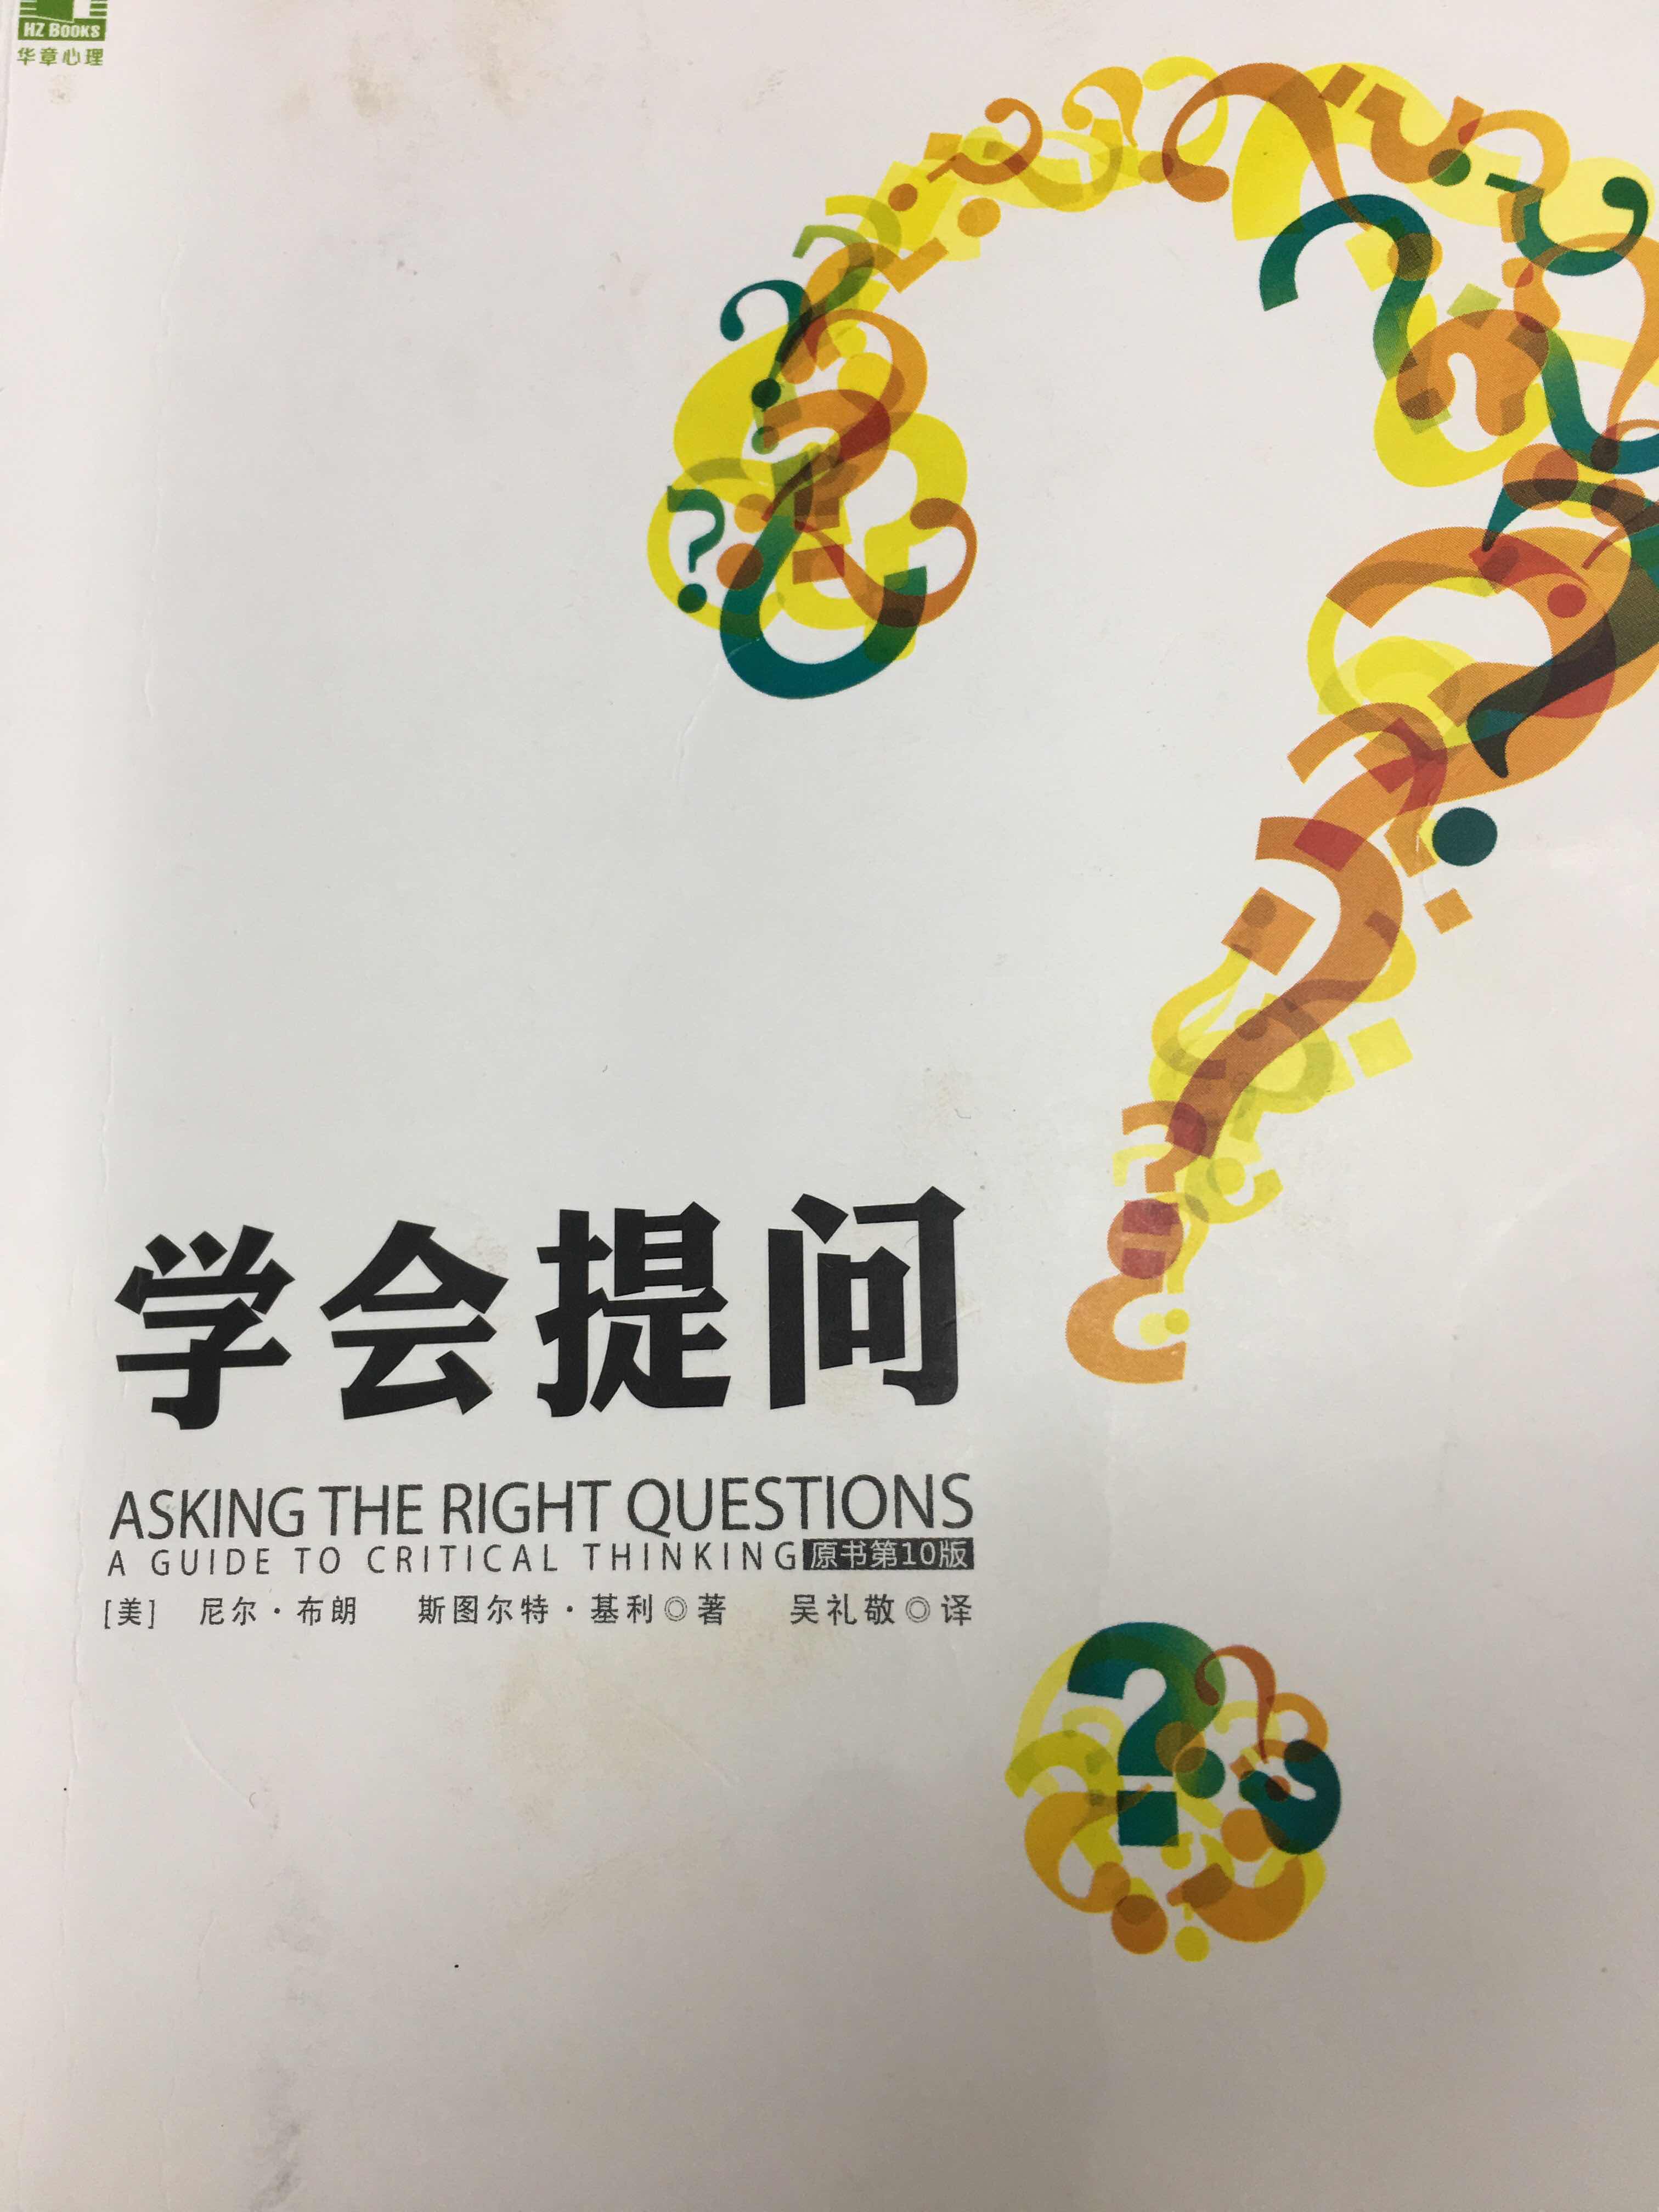 HZ BOOKS
华章心理
学会提问
ASKING THE RIGHT QUESTIONS
A GUIDE TO CRITICAL THINKING 原书第10版
[美] 尼尔·布朗 斯图尔特·基利◎著 吴礼敬◎译